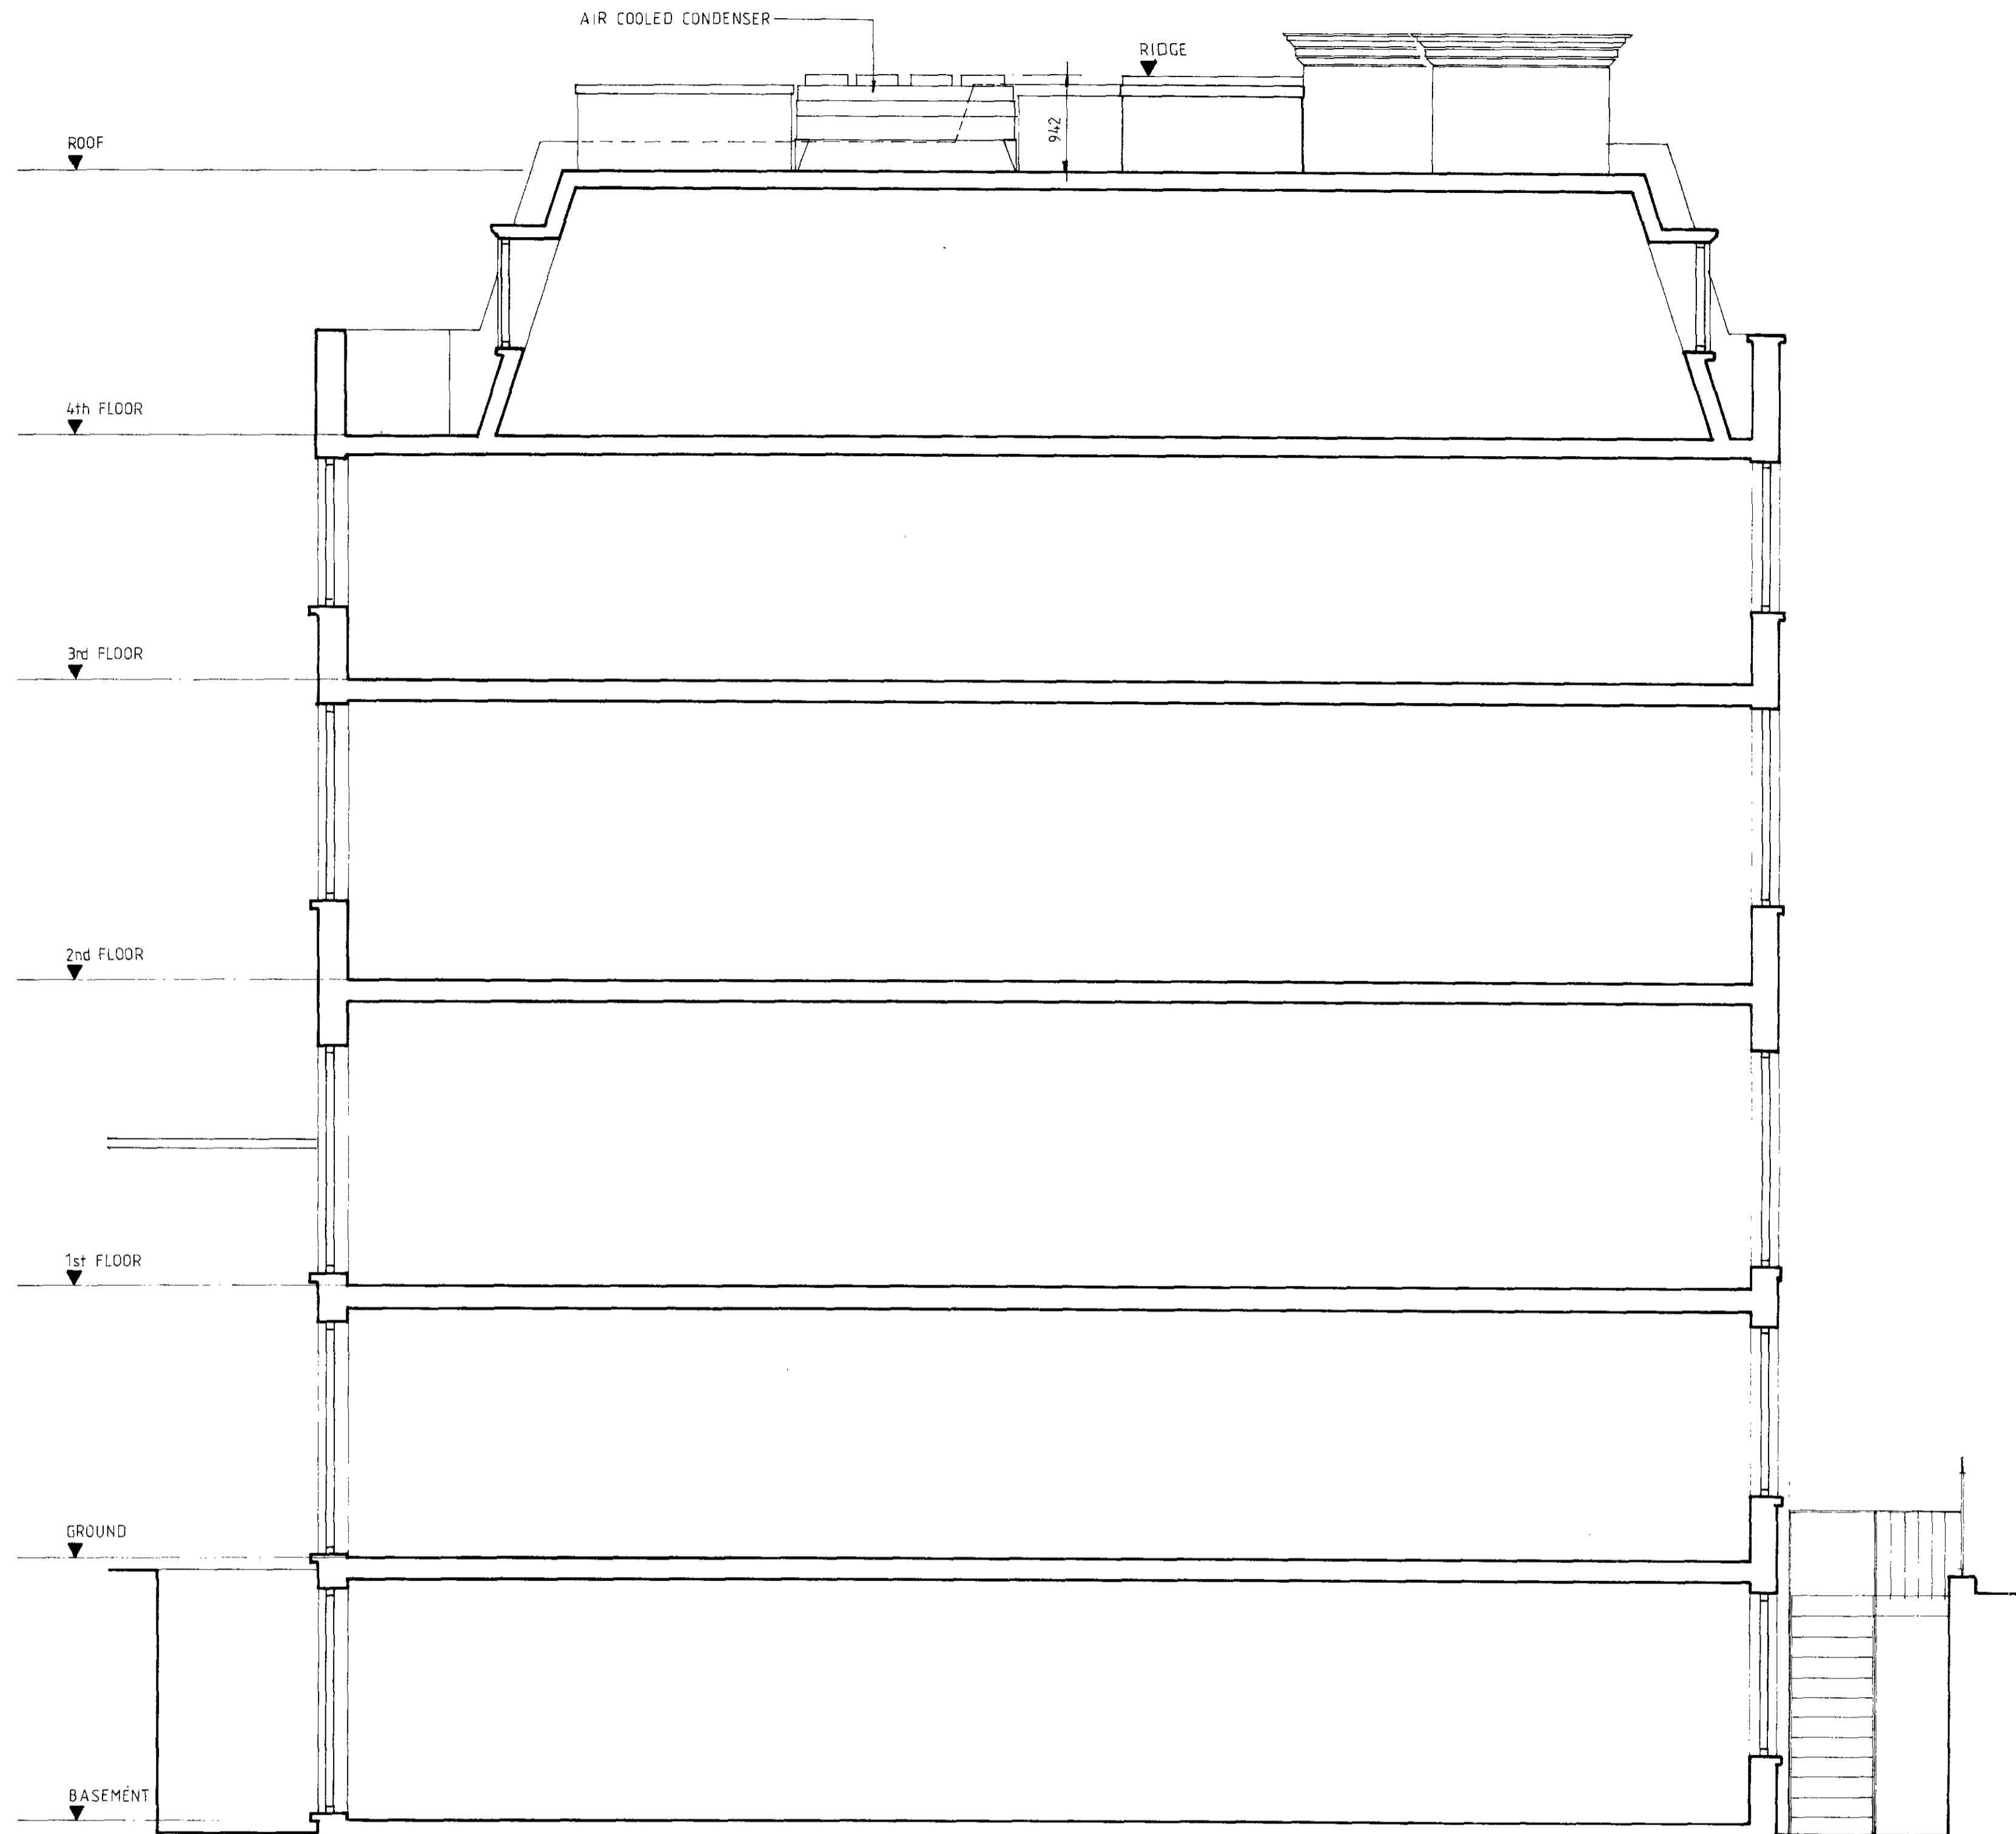 AIR COOLED CONDENSER
RIDGE
942
ROOF
4th FLOOR
3rd FLOOR
2nd FLOOR
1st FLOOR
GROUND
BASEMENT